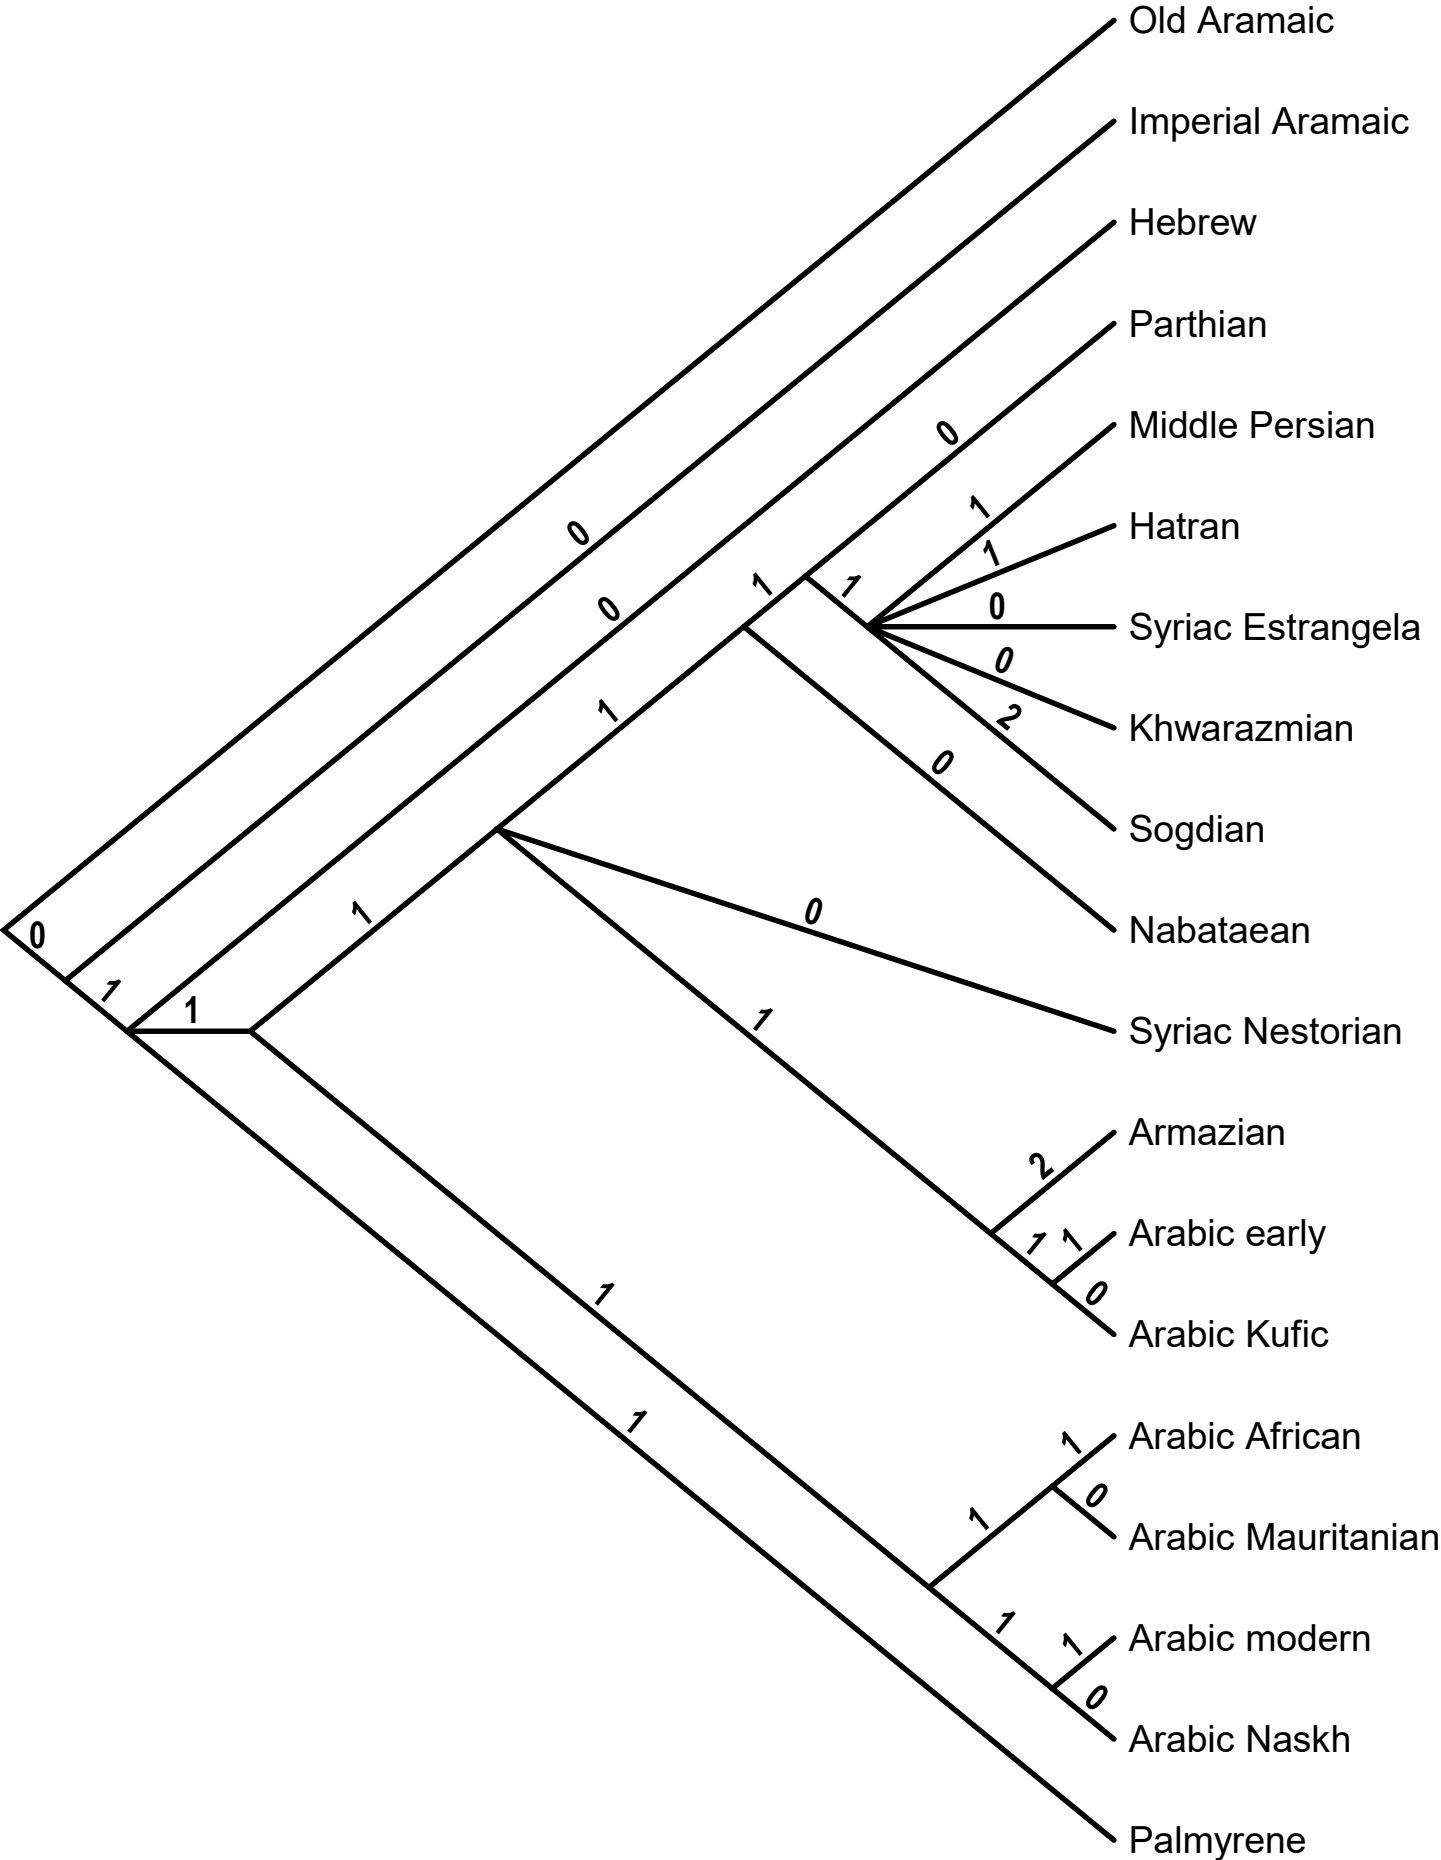 Old Aramaic
Imperial Aramaic
Hebrew
Parthian
0
Middle Persian
1
Hatran
0
1
1
1
0
0
Syriac Estrangela
0
Khwarazmian
1
2
0
Sogdian
1
0
0
Nabataean
1
1
1
Syriac Nestorian
Armazian
2
1
1
Arabic early
1
0
Arabic Kufic
1
1
Arabic African
0
1
Arabic Mauritanian
1
1
Arabic modern
0
Arabic Naskh
Palmyrene